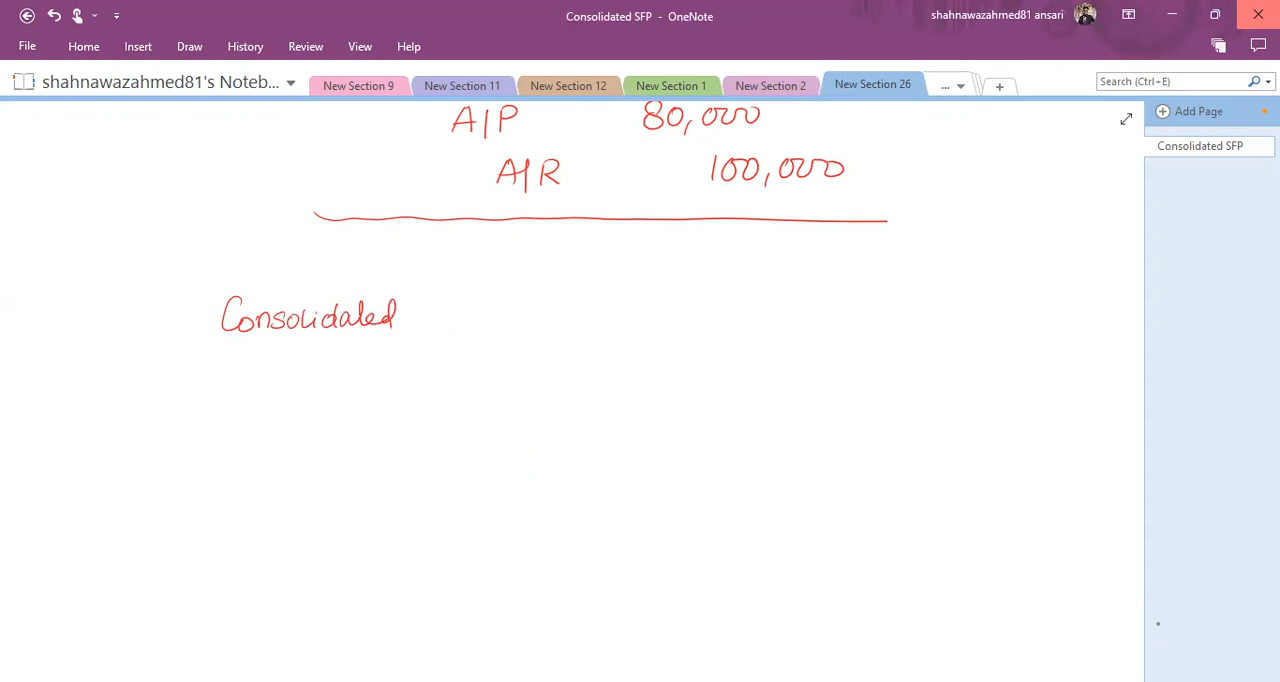 Consolidated SFP - OneNote
shahnawazahmed81 ansari
File Home Insert Draw History Review View Help
shahnawazahmed81's Noteb...
New Section 9
New Section 11
New Section 12
New Section 1
New Section 2
New Section 26
...
Search (Ctrl+E)
Add Page
Consolidated SFP
A/P 80,000
A/R 100,000
Consolidated